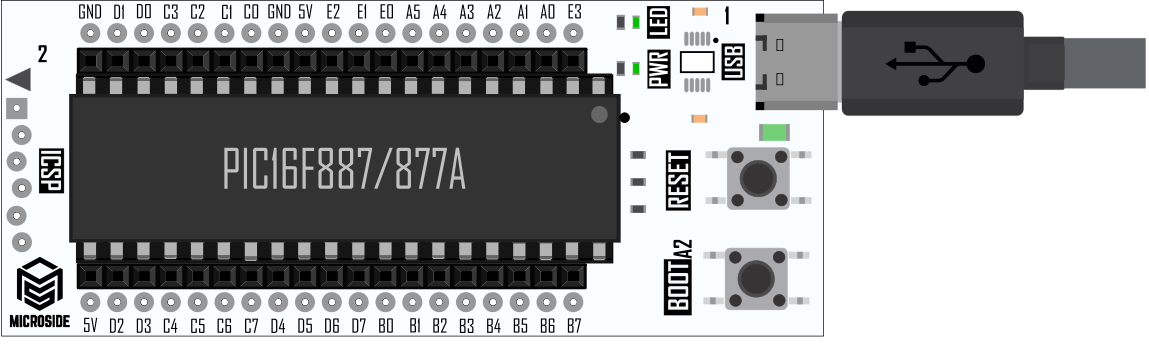 GND D1 D0 C3 C2 C1 C0 GND 5V E2 E1 E0 A5 A4 A3 A2 A1 A0 E3
LED
1
2
PWR
USB
PIC16F887/877A
ICSP
RESET
BOOT A2
MICROSIDE
5V D2 D3 C4 C5 C6 C7 D4 D5 D6 D7 B0 B1 B2 B3 B4 B5 B6 B7